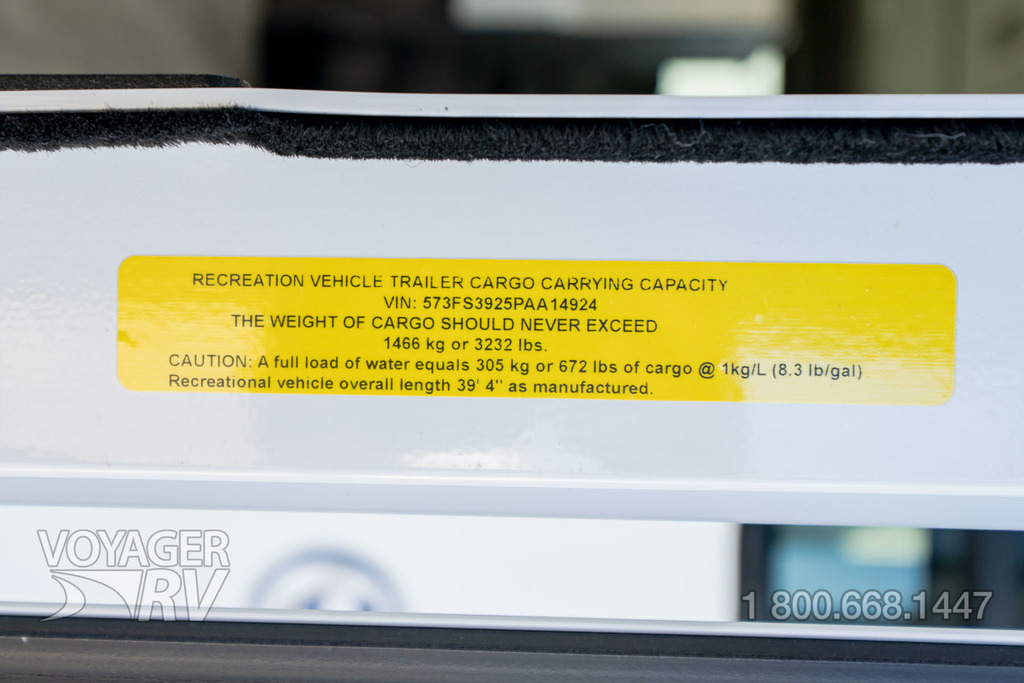 RECREATION VEHICLE TRAILER CARGO CARRYING CAPACITY
VIN: 573FS3925PAA14924
THE WEIGHT OF CARGO SHOULD NEVER EXCEED
1466 kg or 3232 lbs.
CAUTION: A full load of water equals 305 kg or 672 lbs of cargo @ 1kg/L (8.3 lb/gal)
Recreational vehicle overall length 39' 4" as manufactured.
VOYAGER
RV
1 800.668.1447